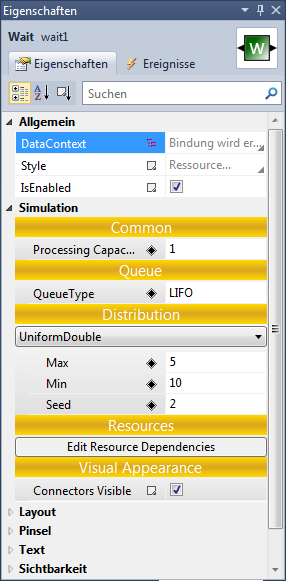 Eigenschaften
Wait wait1
W
Eigenschaften
Ereignisse
A
Z
Suchen
Allgemein
DataContext Bindung wird er...
Style Ressource...
IsEnabled
Simulation
Common
Processing Capac... 1
Queue
QueueType LIFO
Distribution
UniformDouble
Max 5
Min 10
Seed 2
Resources
Edit Resource Dependencies
Visual Appearance
Connectors Visible
Layout
Pinsel
Text
Sichtbarkeit